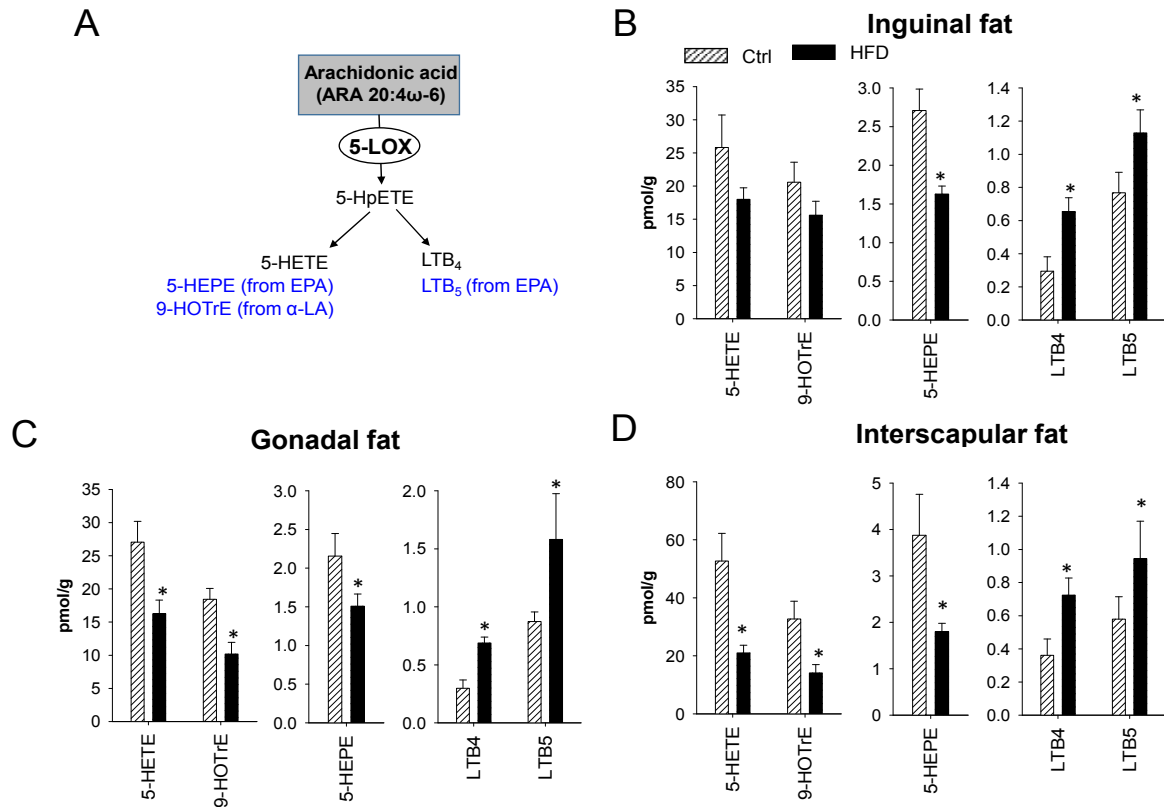 A
Arachidonic acid
(ARA 20:4ω-6)
5-LOX
5-HpETE
5-HETE
5-HEPE (from EPA)
9-HOTrE (from α-LA)
LTB4
LTB5 (from EPA)
B
Inguinal fat
Ctrl
HFD
pmol/g
35
30
25
20
15
10
5
0
5-HETE
9-HOTrE
3.0
2.5
2.0
1.5
1.0
0.5
0.0
*
5-HEPE
1.4
1.2
1.0
0.8
0.6
0.4
0.2
0.0
*
*
LTB4
LTB5
C
Gonadal fat
pmol/g
35
30
25
20
15
10
5
0
*
*
5-HETE
9-HOTrE
3.0
2.5
2.0
1.5
1.0
0.5
0.0
*
5-HEPE
2.0
1.5
1.0
0.5
0.0
*
*
LTB4
LTB5
D
Interscapular fat
pmol/g
80
60
40
20
0
*
*
5-HETE
9-HOTrE
5
4
3
2
1
0
*
5-HEPE
1.4
1.2
1.0
0.8
0.6
0.4
0.2
0.0
*
*
LTB4
LTB5